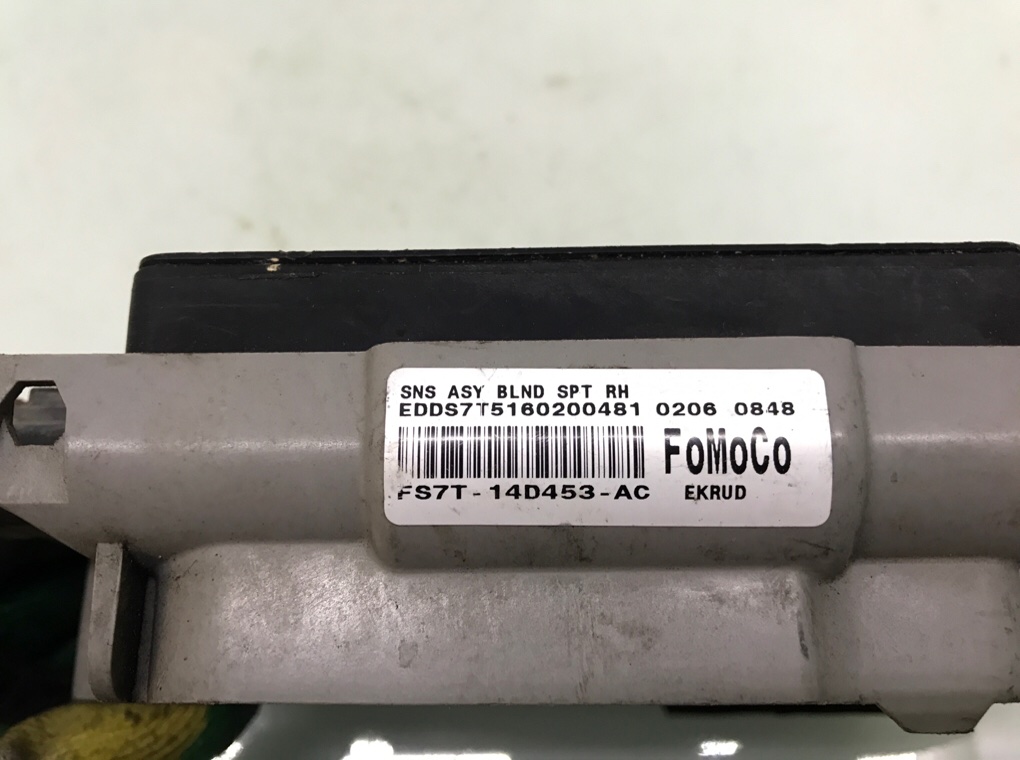 SNS ASY BLND SPT RH
EDDS7T5160200481 0206 0848
FoMoCo
FS7T-14D453-AC EKRUD